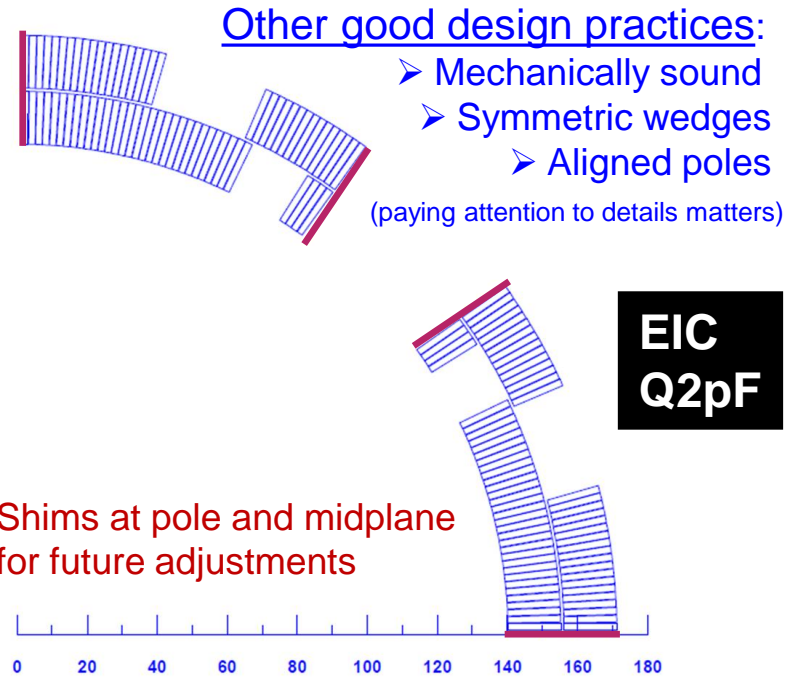 Other good design practices:
➢ Mechanically sound
➢ Symmetric wedges
➢ Aligned poles
(paying attention to details matters)
EIC
Q2pF
Shims at pole and midplane
for future adjustments
0 20 40 60 80 100 120 140 160 180